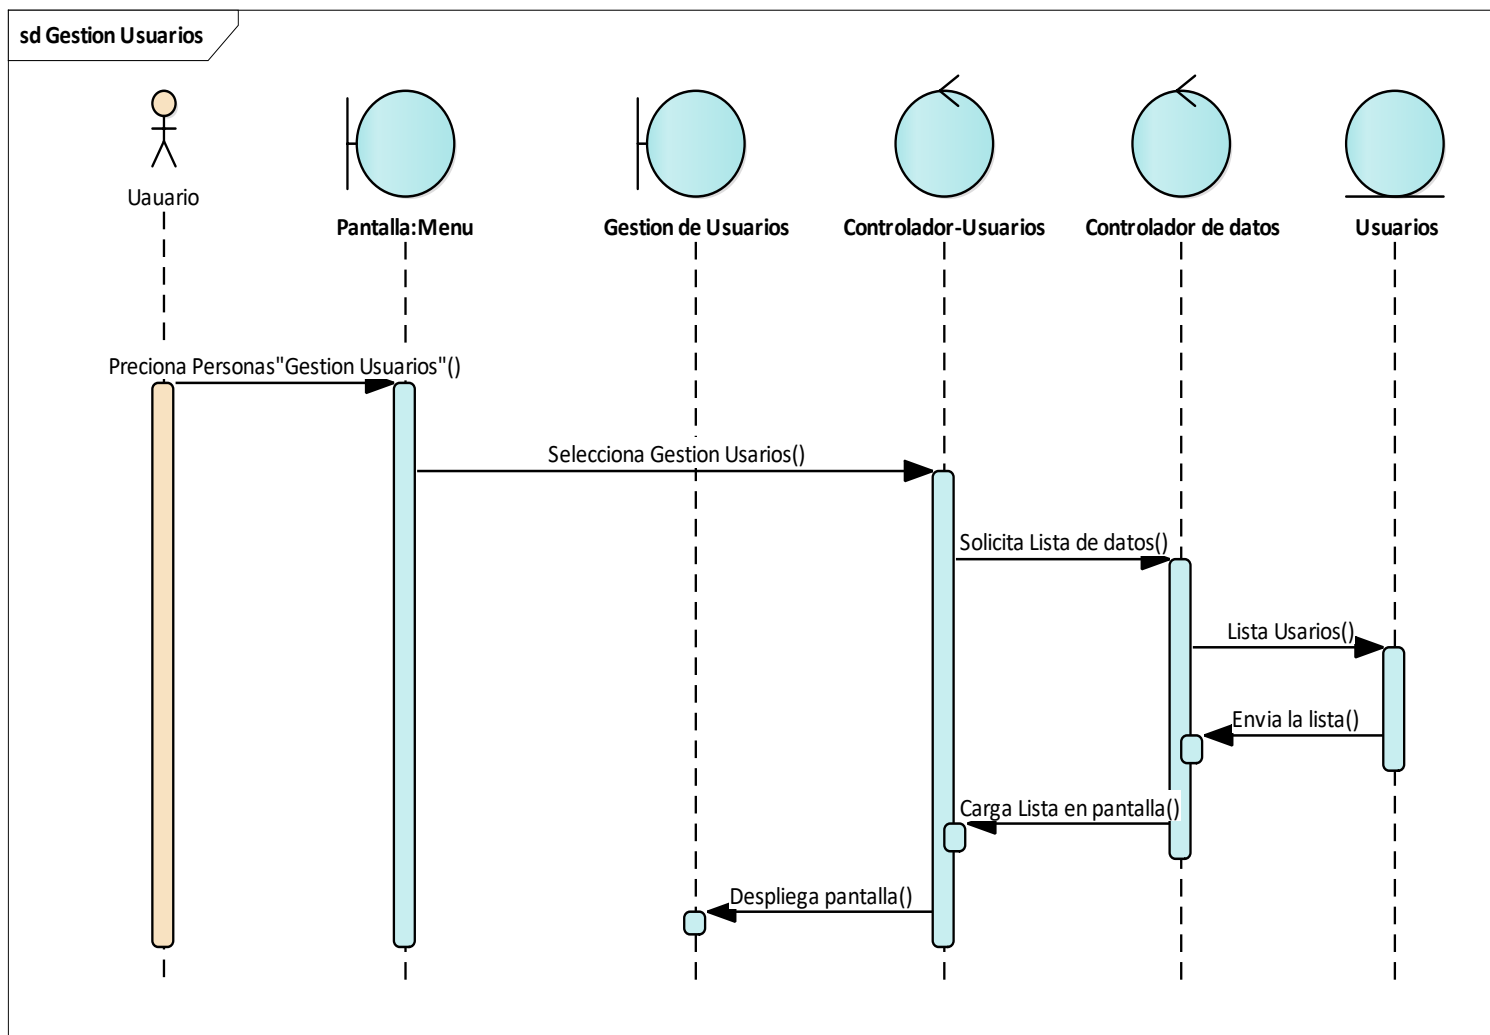 sd Gestion Usuarios
Uauario
Pantalla:Menu
Gestion de Usuarios
Controlador-Usuarios
Controlador de datos
Usuarios
Preciona Personas"Gestion Usuarios"()
Selecciona Gestion Usarios()
Solicita Lista de datos()
Lista Usarios()
Envia la lista()
Carga Lista en pantalla()
Despliega pantalla()